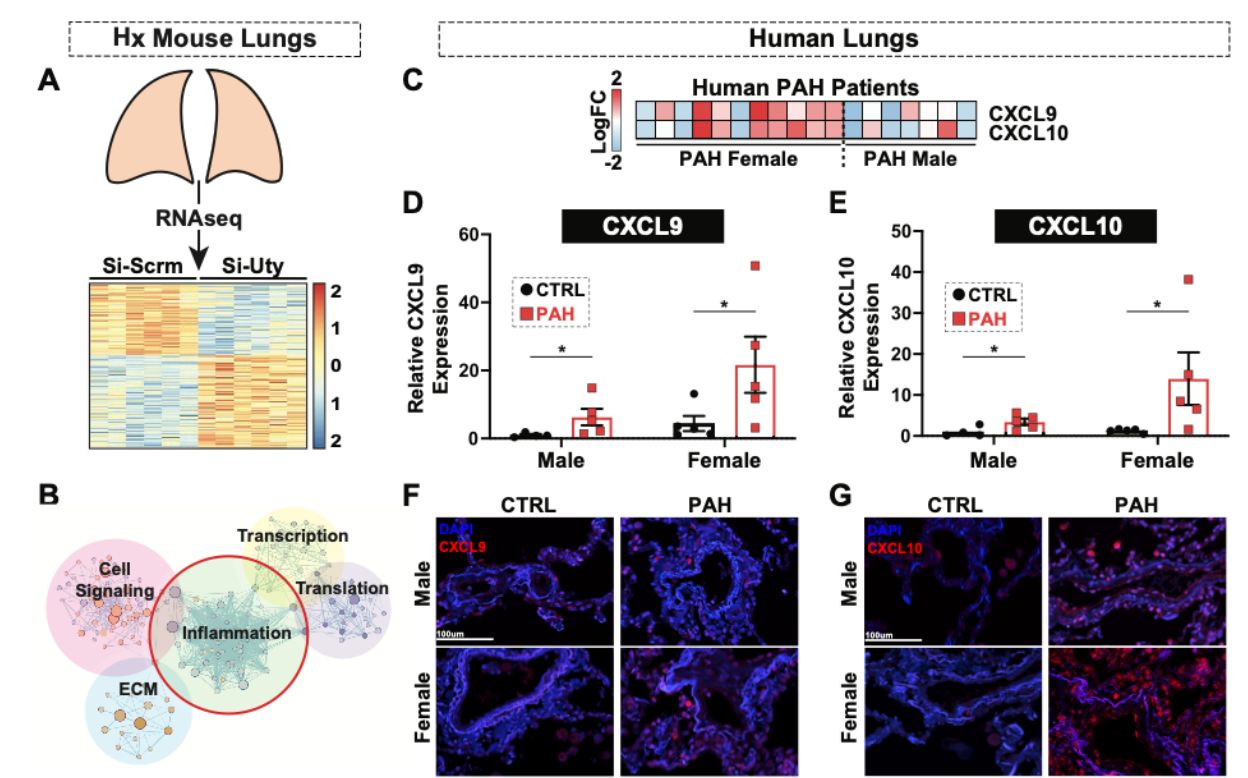 Hx Mouse Lungs
Human Lungs
A
RNAseq
Si-Scrm Si-Uty
2
1
0
1
2
B
Transcription
Cell
Signaling
Translation
Inflammation
ECM
C
Human PAH Patients
LogFC
2
-2
CXCL9
CXCL10
PAH Female PAH Male
D
CXCL9
Relative CXCL9
Expression
60
40
20
0
CTRL
PAH
*
*
Male Female
E
CXCL10
Relative CXCL10
Expression
50
40
30
20
10
0
CTRL
PAH
*
*
Male Female
F
CTRL PAH
Male
Female
DAPI
CXCL9
100um
G
CTRL PAH
Male
Female
DAPI
CXCL10
100um